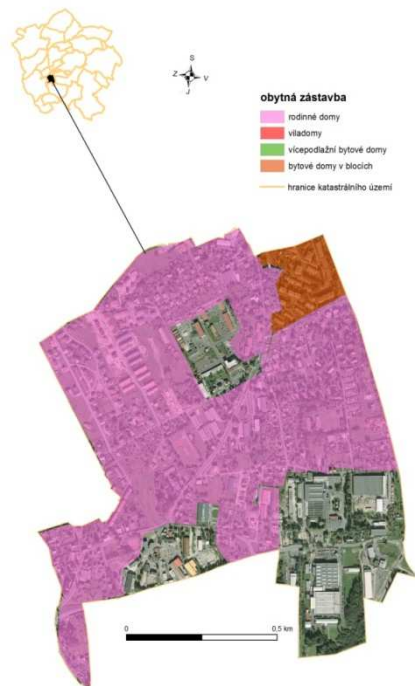 S
Z
V
J
obytná zástavba
rodinné domy
viladomy
vícepodlažní bytové domy
bytové domy v blocích
hranice katastrálního území
0
0,5 km